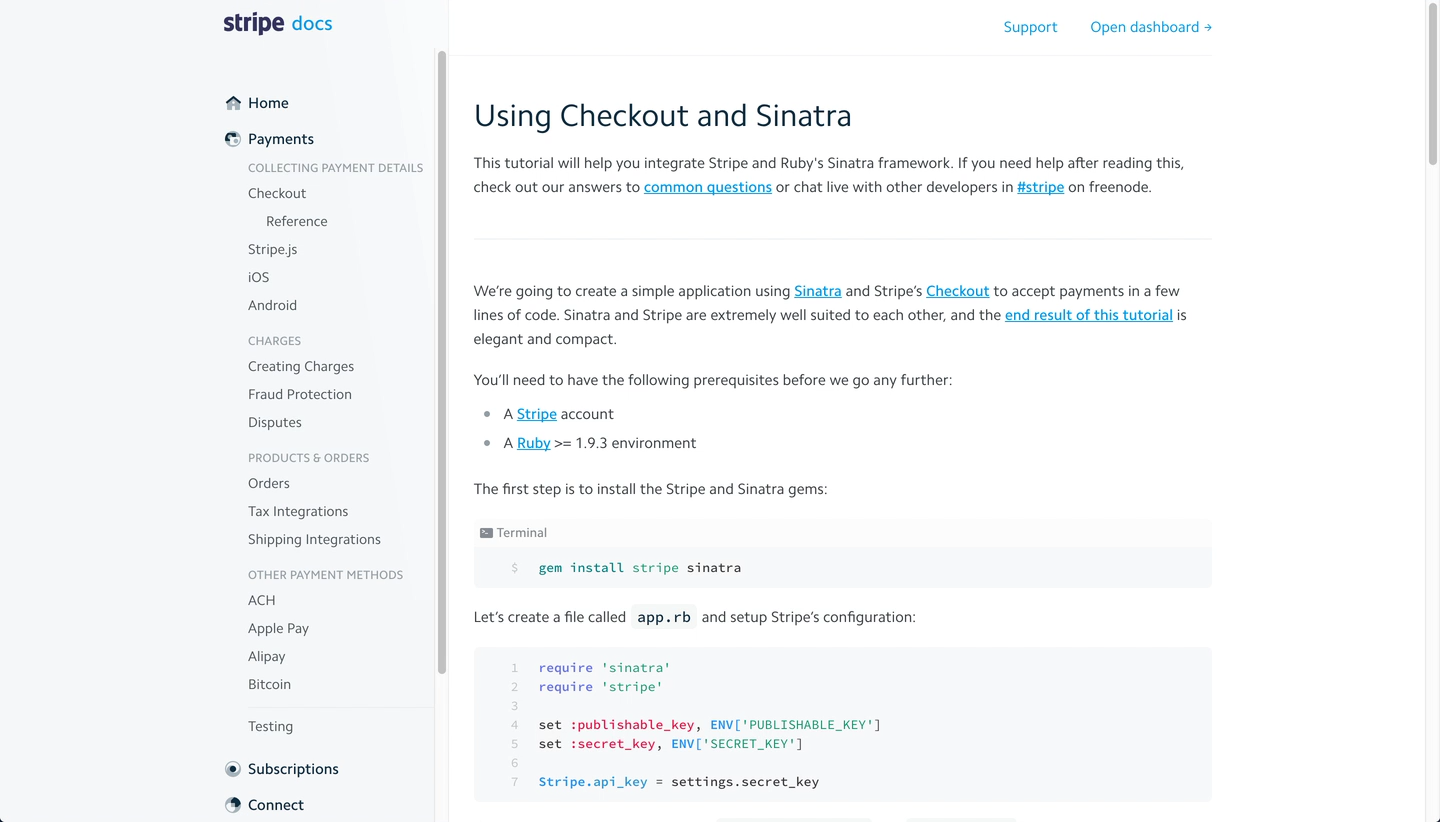 stripe docs
Support
Open dashboard →
Home
Payments
COLLECTING PAYMENT DETAILS
Checkout
Reference
Stripe.js
iOS
Android
CHARGES
Creating Charges
Fraud Protection
Disputes
PRODUCTS & ORDERS
Orders
Tax Integrations
Shipping Integrations
OTHER PAYMENT METHODS
ACH
Apple Pay
Alipay
Bitcoin
Testing
Subscriptions
Connect
Using Checkout and Sinatra
This tutorial will help you integrate Stripe and Ruby's Sinatra framework. If you need help after reading this,
check out our answers to common questions or chat live with other developers in #stripe on freenode.
We’re going to create a simple application using Sinatra and Stripe’s Checkout to accept payments in a few
lines of code. Sinatra and Stripe are extremely well suited to each other, and the end result of this tutorial is
elegant and compact.
You’ll need to have the following prerequisites before we go any further:
• A Stripe account
• A Ruby >= 1.9.3 environment
The first step is to install the Stripe and Sinatra gems:
Terminal
$ gem install stripe sinatra
Let’s create a file called app.rb and setup Stripe’s configuration:
1 require 'sinatra'
2 require 'stripe'
3
4 set :publishable_key, ENV['PUBLISHABLE_KEY']
5 set :secret_key, ENV['SECRET_KEY']
6
7 Stripe.api_key = settings.secret_key